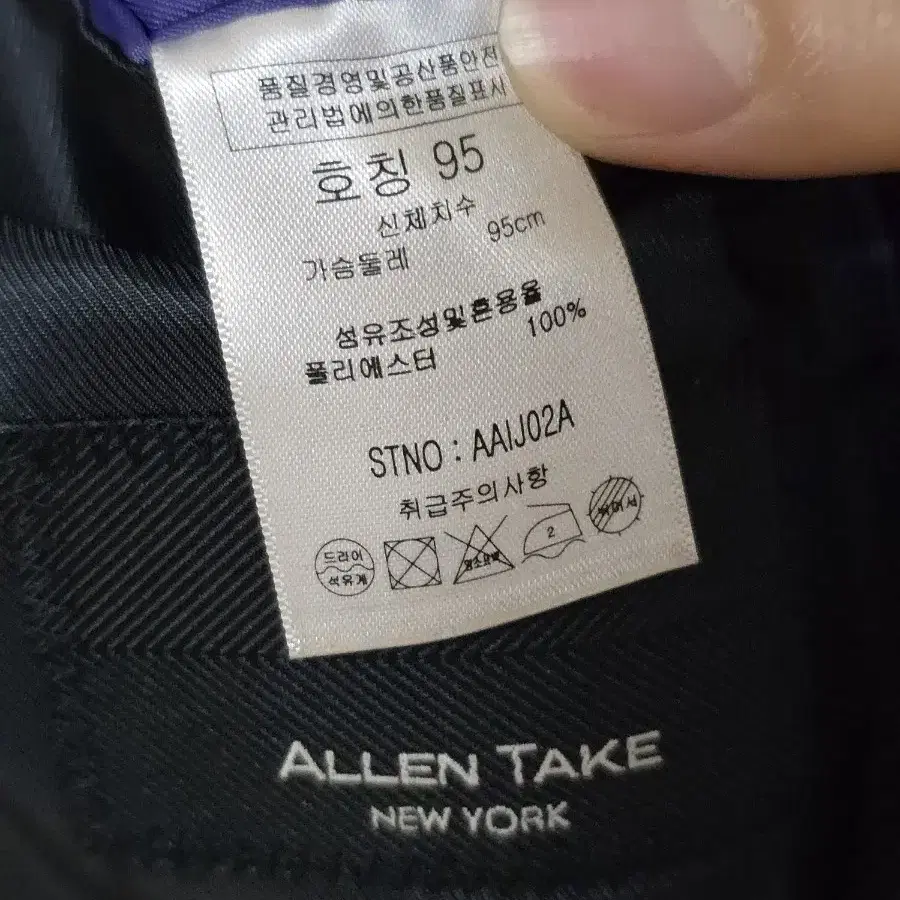 품질경영및공산품안전
관리법에의한품질표시
호칭 95
신체치수
가슴둘레 95cm
섬유조성및혼용율
폴리에스터 100%
STNO : AAIJ02A
취급주의사항
드라이
석유계
2
뉘어서
ALLEN TAKE
NEW YORK